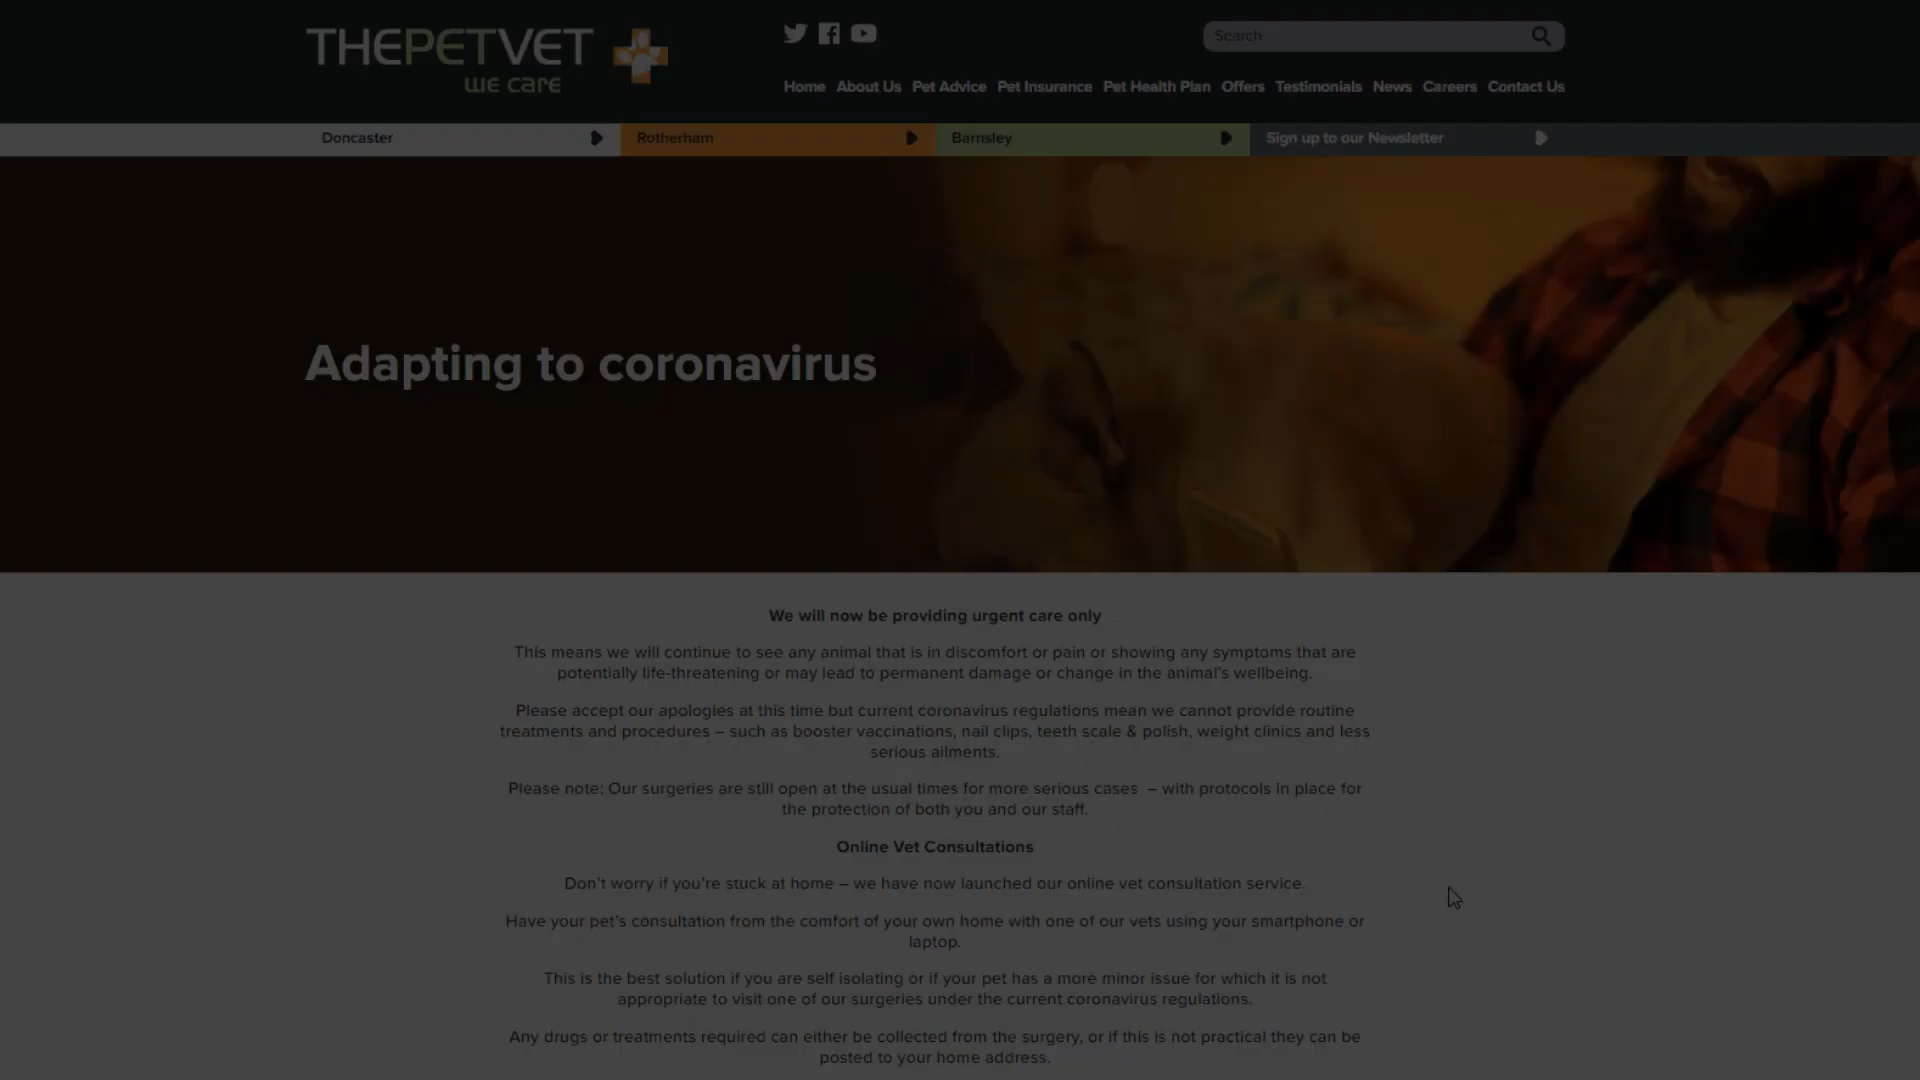 THEPETVET
we care
Search
Home About Us Pet Advice Pet Insurance Pet Health Plan Offers Testimonials News Careers Contact Us
Doncaster
Rotherham
Barnsley
Sign up to our Newsletter
Adapting to coronavirus
We will now be providing urgent care only
This means we will continue to see any animal that is in discomfort or pain or showing any symptoms that are
potentially life-threatening or may lead to permanent damage or change in the animal's wellbeing.
Please accept our apologies at this time but current coronavirus regulations mean we cannot provide routine
treatments and procedures – such as booster vaccinations, nail clips, teeth scale & polish, weight clinics and less
serious ailments.
Please note: Our surgeries are still open at the usual times for more serious cases – with protocols in place for
the protection of both you and our staff.
Online Vet Consultations
Don't worry if you're stuck at home – we have now launched our online vet consultation service.
Have your pet's consultation from the comfort of your own home with one of our vets using your smartphone or
laptop.
This is the best solution if you are self isolating or if your pet has a more minor issue for which it is not
appropriate to visit one of our surgeries under the current coronavirus regulations.
Any drugs or treatments required can either be collected from the surgery, or if this is not practical they can be
posted to your home address.